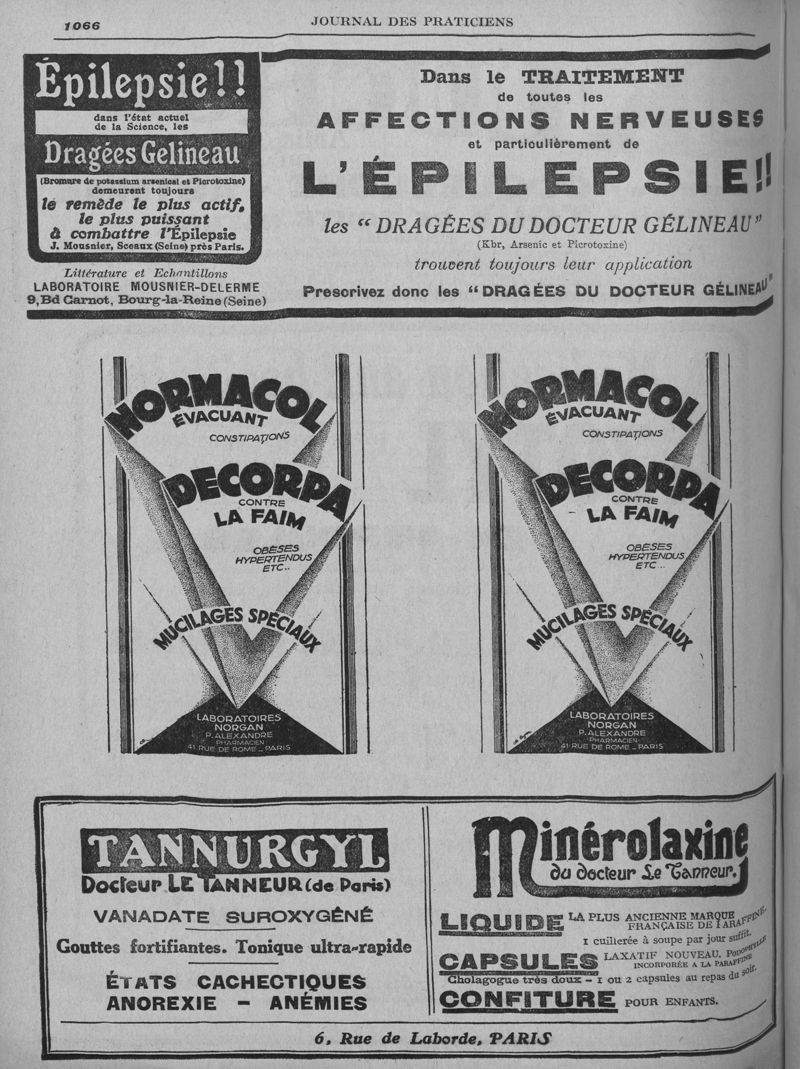 1066
JOURNAL DES PRATICIENS
Épilepsie!!
dans l'état actuel
de la Science, les
Dragées Gelineau
(Bromure de potassium arsenical et Picrotoxine)
demeurent toujours
le remède le plus actif,
le plus puissant
à combattre l'Épilepsie
J. Mousnier, Sceaux (Seine) près Paris.
Littérature et Echantillons
LABORATOIRE MOUSNIER-DELERME
9, Bd Carnot, Bourg-la-Reine (Seine)
Dans le TRAITEMENT
de toutes les
AFFECTIONS NERVEUSES
et particulièrement de
L'ÉPILEPSIE!!
les “DRAGÉES DU DOCTEUR GÉLINEAU”
(Kbr, Arsenic et Picrotoxine)
trouvent toujours leur application
Prescrivez donc les “DRAGÉES DU DOCTEUR GÉLINEAU”
NORMACOL
ÉVACUANT
CONSTIPATIONS
DECORPA
CONTRE
LA FAIM
OBÈSES
HYPERTENDUS
ETC..
MUCILAGES SPÉCIAUX
LABORATOIRES
NORGAN
P. ALEXANDRE
PHARMACIEN
41 RUE DE ROME _ PARIS
NORMACOL
ÉVACUANT
CONSTIPATIONS
DECORPA
CONTRE
LA FAIM
OBÈSES
HYPERTENDUS
ETC...
MUCILAGES SPÉCIAUX
LABORATOIRES
NORGAN
P. ALEXANDRE
PHARMACIEN
41 RUE DE ROME _ PARIS
TANNURGYL
Docteur LE TANNEUR (de Paris)
VANADATE SUROXYGÉNÉ
Gouttes fortifiantes. Tonique ultra-rapide
ÉTATS CACHECTIQUES
ANOREXIE - ANÉMIES
Minérolaxine
du docteur Le Tanneur.
LIQUIDE LA PLUS ANCIENNE MARQUE
FRANÇAISE DE PARAFFINE.
1 cuillerée à soupe par jour suffit.
CAPSULES LAXATIF NOUVEAU. PODOPHYLLE
INCORPORÉE A LA PARAFFINE
Cholagogue très doux - 1 ou 2 capsules au repas du soir.
CONFITURE POUR ENFANTS.
6, Rue de Laborde, PARIS